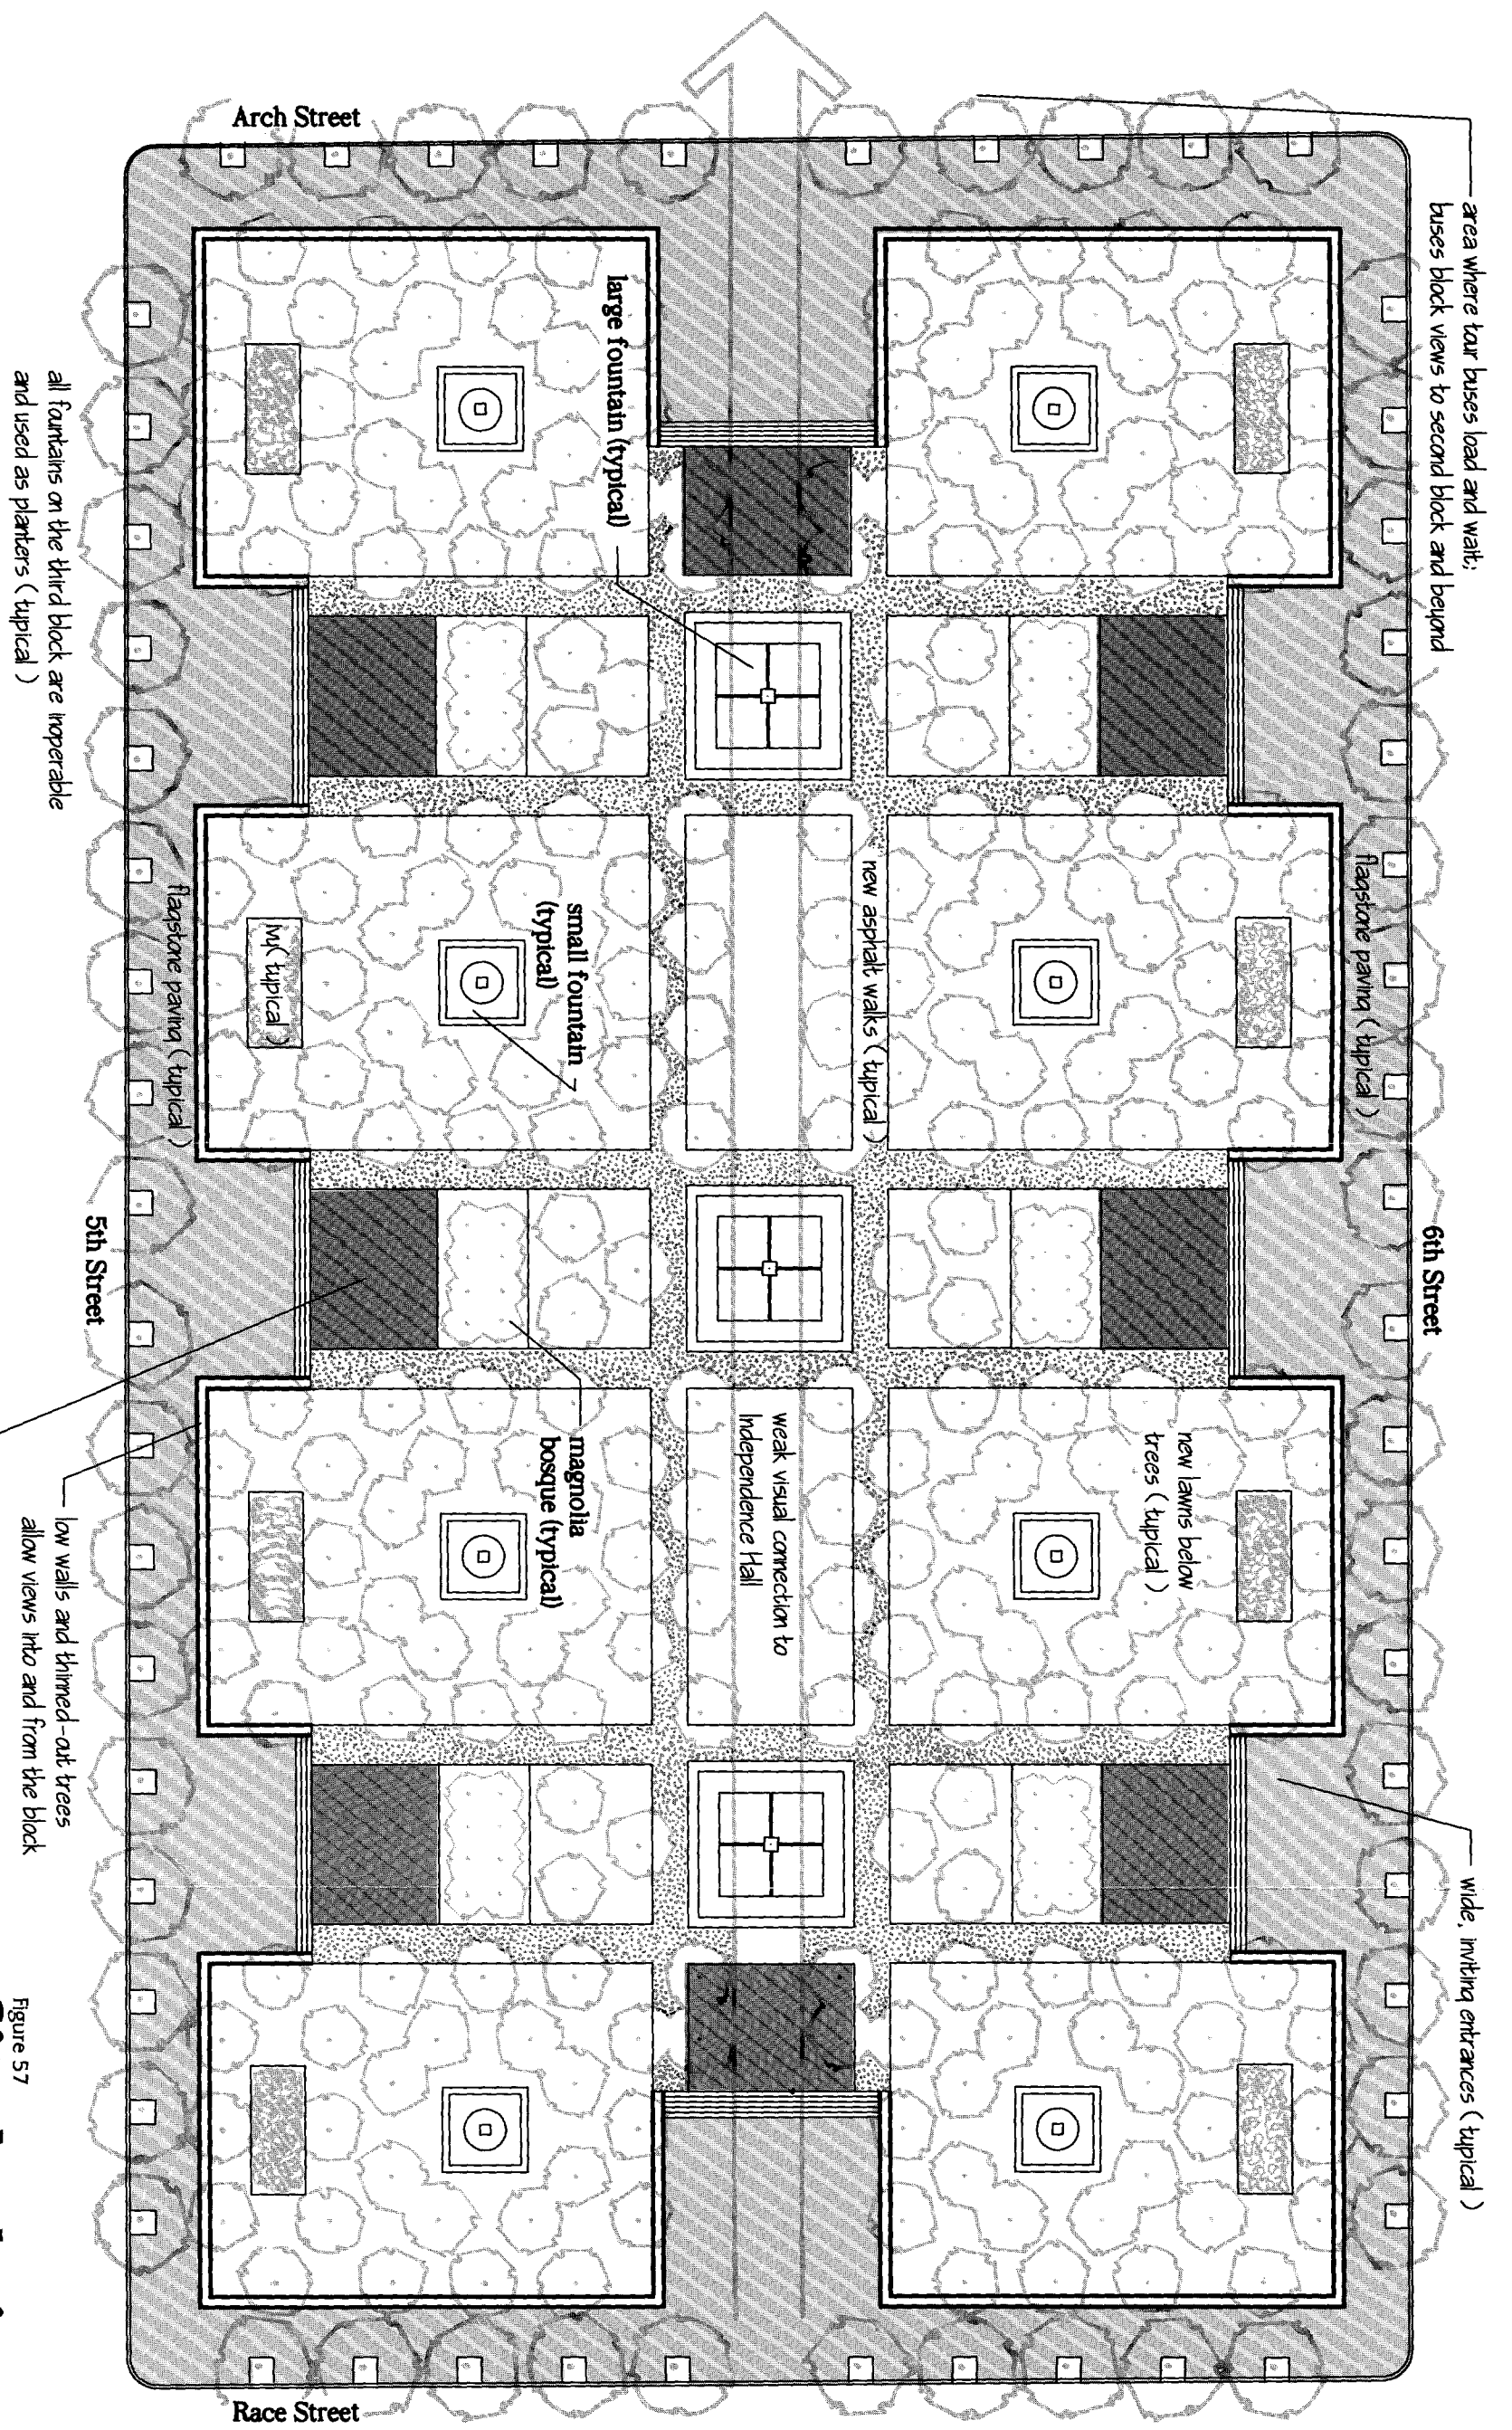 Arch Street
area where tour buses load and wait;
buses block views to second block and beyond
large fountain (typical)
all fountains on the third block are inoperable
and used as planters (typical)
flagstone paving (typical)
new asphalt walks (typical)
small fountain
(typical)
ivy (typical)
flagstone paving (typical)
6th Street
5th Street
new lawns below
trees (typical)
weak visual connection to
Independence Hall
magnolia
bosque (typical)
low walls and thinned-out trees
allow views into and from the block
wide, inviting entrances (typical)
Figure 57
Race Street